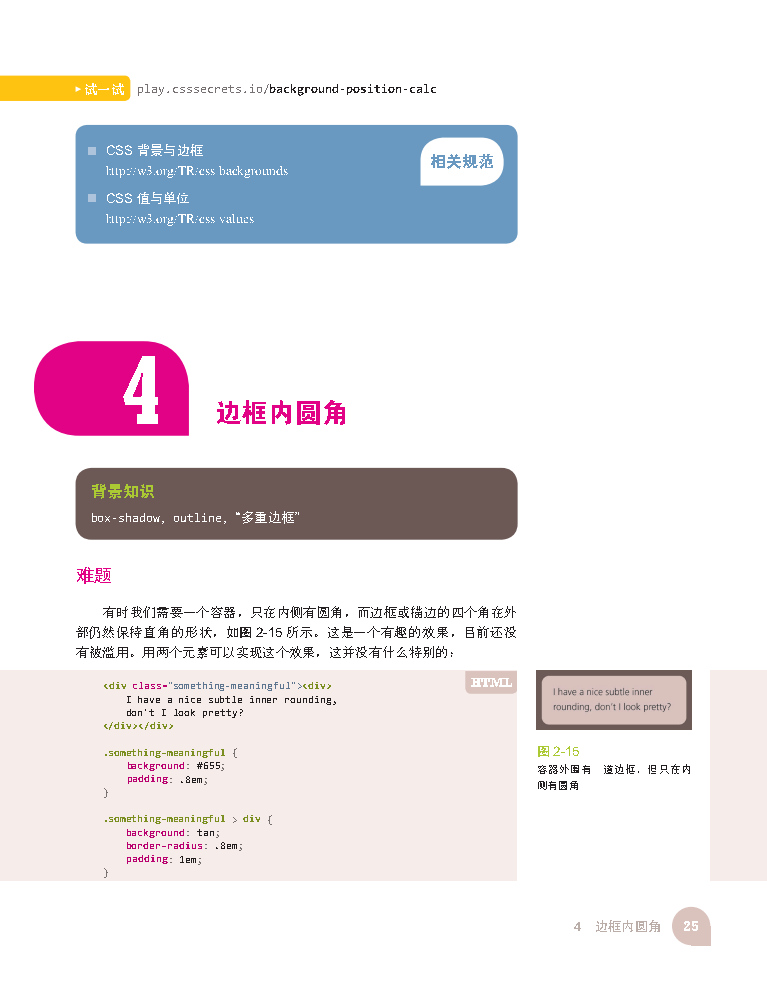 ▸试一试 play.csssecrets.io/background-position-calc
相关规范
■ CSS 背景与边框
http://w3.org/TR/css backgrounds
■ CSS 值与单位
http://w3.org/TR/css values
4
边框内圆角
背景知识
box-shadow, outline, “多重边框”
难题
有时我们需要一个容器，只在内侧有圆角，而边框或描边的四个角在外
部仍然保持直角的形状，如图 2-15 所示。这是一个有趣的效果，目前还没
有被滥用。用两个元素可以实现这个效果，这并没有什么特别的：
HTML
<div class="something-meaningful"><div>
I have a nice subtle inner rounding,
don't I look pretty?
</div></div>
.something-meaningful {
background: #655;
padding: .8em;
}
.something-meaningful > div {
background: tan;
border-radius: .8em;
padding: 1em;
}
I have a nice subtle inner
rounding, don't I look pretty?
图 2-15
容器外围有 道边框，但只在内
侧有圆角
4 边框内圆角 25